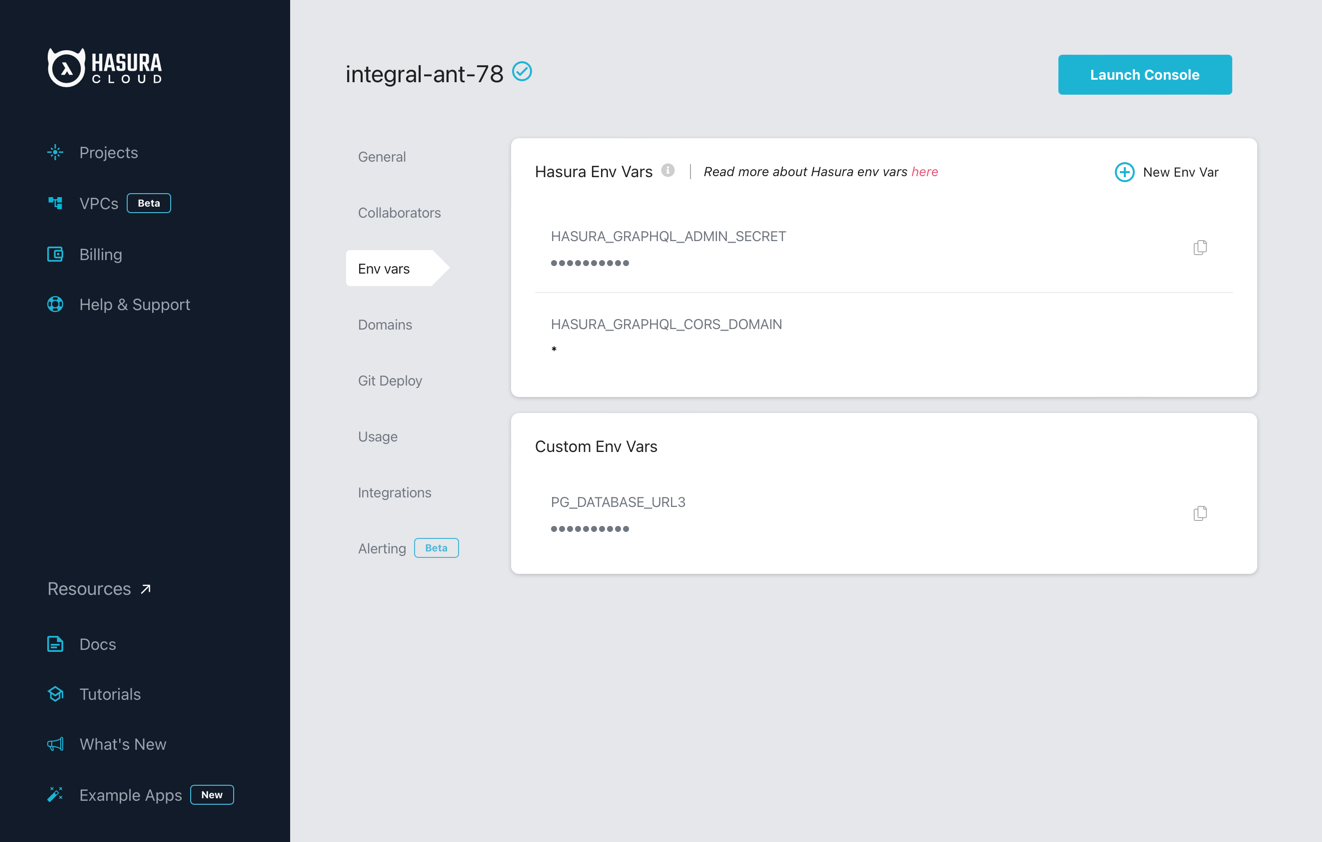 HASURA
CLOUD
Projects
VPCs Beta
Billing
Help & Support
Resources
Docs
Tutorials
What's New
Example Apps New
integral-ant-78
Launch Console
General
Collaborators
Env vars
Domains
Git Deploy
Usage
Integrations
Alerting Beta
Hasura Env Vars | Read more about Hasura env vars here
New Env Var
HASURA_GRAPHQL_ADMIN_SECRET
••••••••••
HASURA_GRAPHQL_CORS_DOMAIN
*
Custom Env Vars
PG_DATABASE_URL3
••••••••••